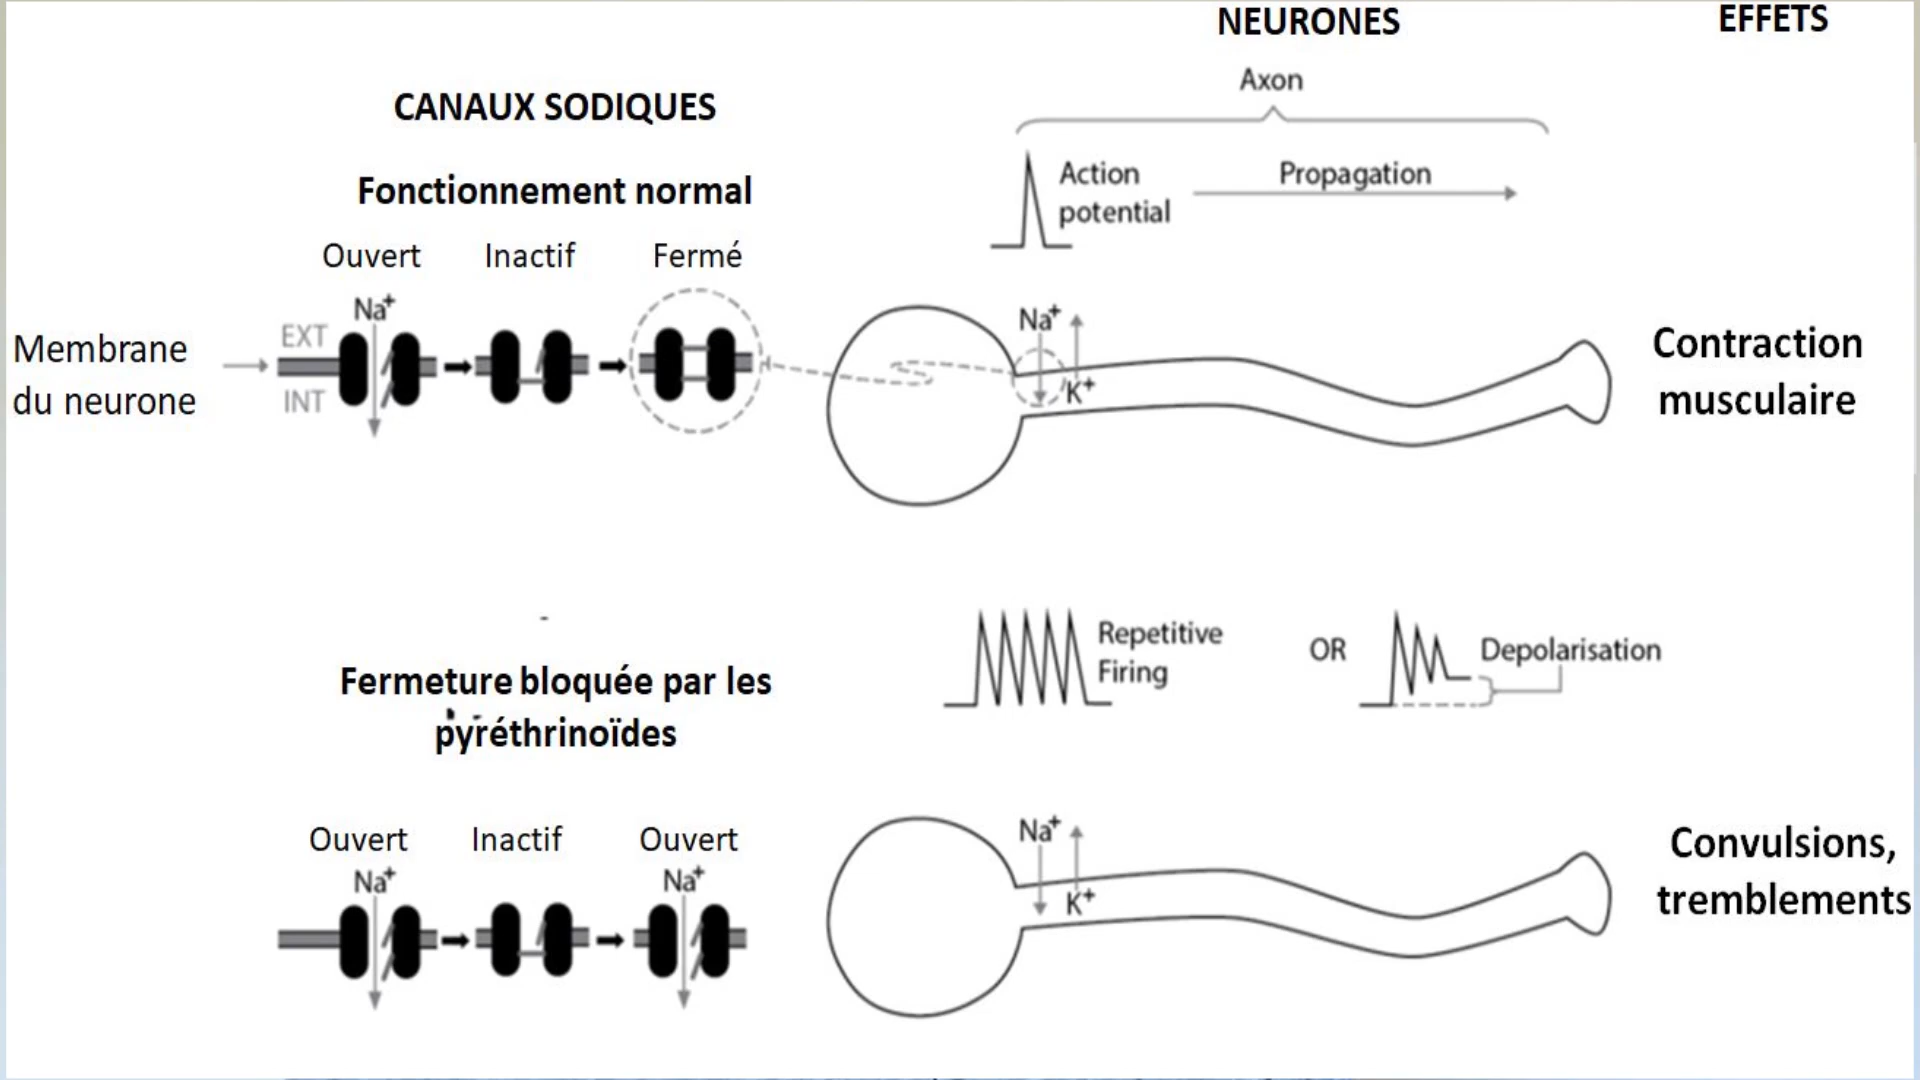 NEURONES
EFFETS
Axon
CANAUX SODIQUES
Action
potential
Propagation
Fonctionnement normal
Ouvert
Inactif
Fermé
Na+
EXT
INT
Membrane
du neurone
Na+
K+
Contraction
musculaire
Repetitive
Firing
OR
Depolarisation
Fermeture bloquée par les
pyréthrinoïdes
Ouvert
Inactif
Ouvert
Na+
Na+
Na+
K+
Convulsions,
tremblements